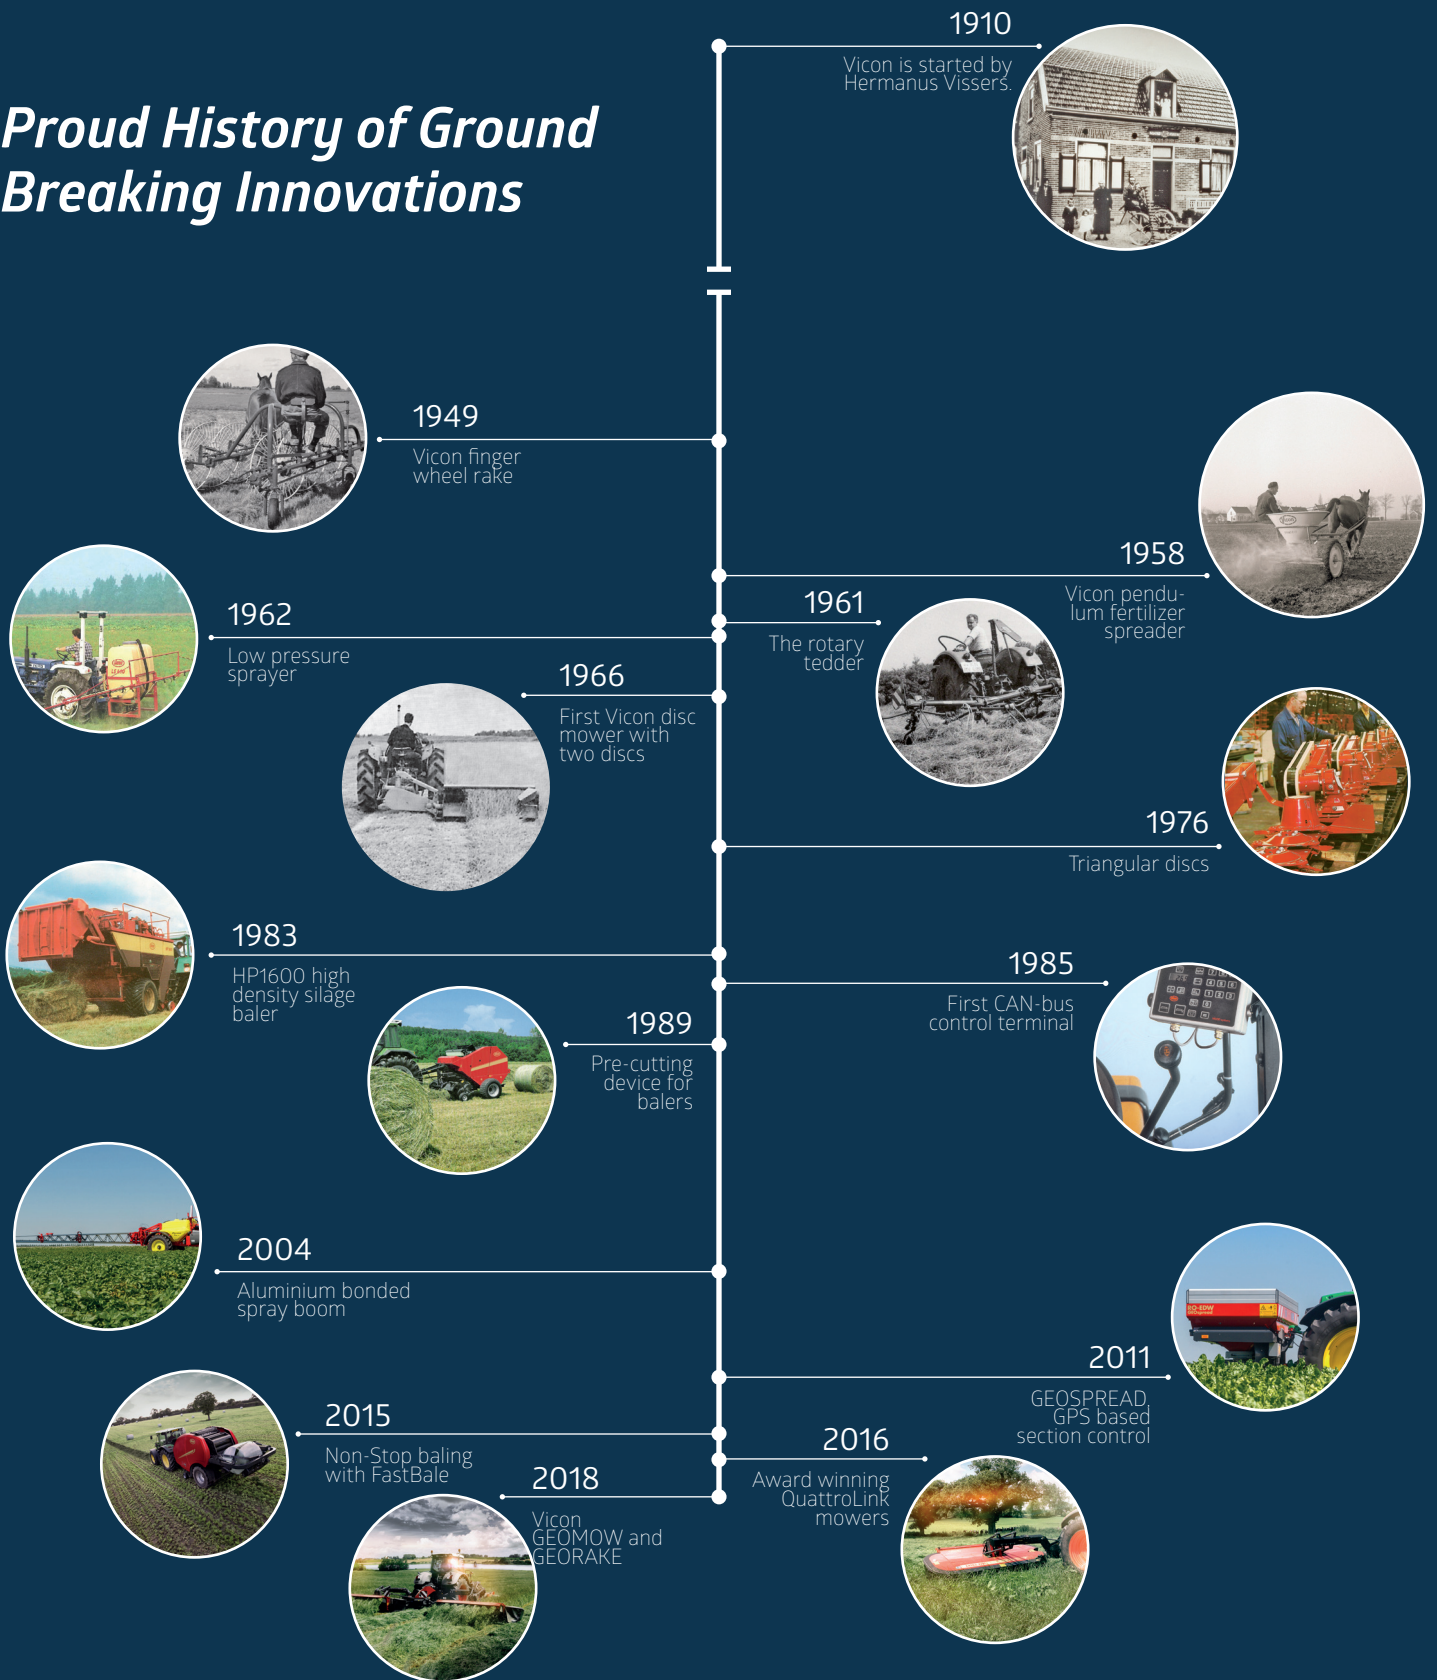 Proud History of Ground
Breaking Innovations
1910
Vicon is started by
Hermanus Vissers.
1949
Vicon finger
wheel rake
1958
Vicon pendu-
lum fertilizer
spreader
1961
The rotary
tedder
1962
Low pressure
sprayer
1966
First Vicon disc
mower with
two discs
1976
Triangular discs
1983
HP1600 high
density silage
baler
1985
First CAN-bus
control terminal
1989
Pre-cutting
device for
balers
2004
Aluminium bonded
spray boom
2011
GEOSPREAD,
GPS based
section control
RO-EDW
GEOspread
2015
Non-Stop baling
with FastBale
2016
Award winning
QuattroLink
mowers
2018
Vicon
GEOMOW and
GEORAKE